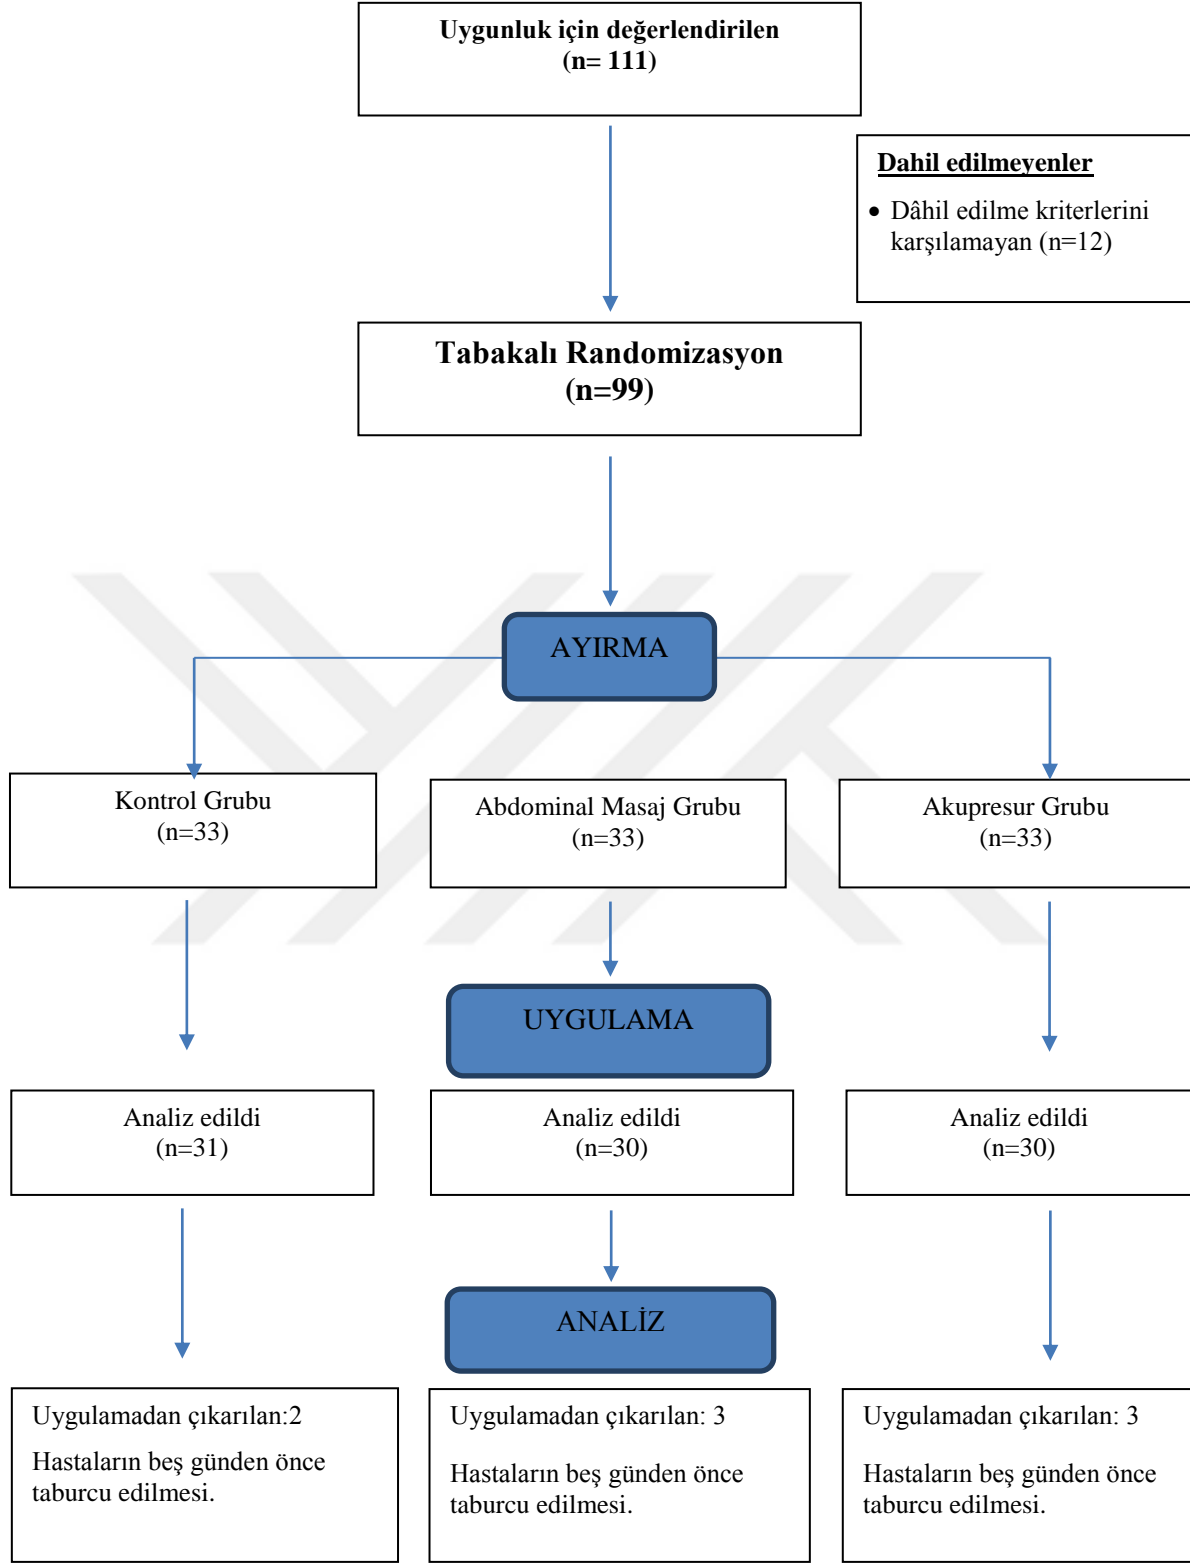 Uygunluk için değerlendirilen
(n= 111)
Dahil edilmeyenler
• Dâhil edilme kriterlerini
karşılamayan (n=12)
Tabakalı Randomizasyon
(n=99)
AYIRMA
Kontrol Grubu
(n=33)
Abdominal Masaj Grubu
(n=33)
Akupresur Grubu
(n=33)
UYGULAMA
Analiz edildi
(n=31)
Analiz edildi
(n=30)
Analiz edildi
(n=30)
ANALİZ
Uygulamadan çıkarılan:2
Hastaların beş günden önce
taburcu edilmesi.
Uygulamadan çıkarılan: 3
Hastaların beş günden önce
taburcu edilmesi.
Uygulamadan çıkarılan: 3
Hastaların beş günden önce
taburcu edilmesi.